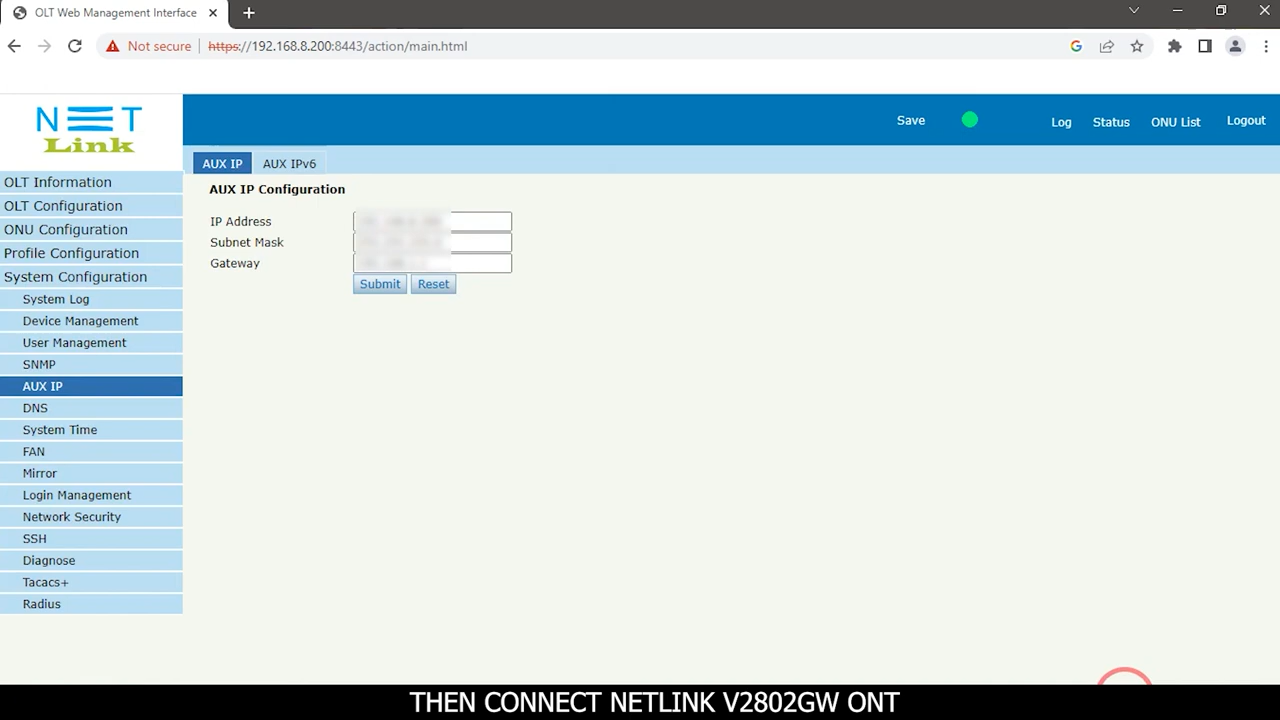 OLT Web Management Interface
Not secure
https://192.168.8.200:8443/action/main.html
NET
Link
Save
Log
Status
ONU List
Logout
AUX IP
AUX IPv6
OLT Information
OLT Configuration
ONU Configuration
Profile Configuration
System Configuration
System Log
Device Management
User Management
SNMP
AUX IP
DNS
System Time
FAN
Mirror
Login Management
Network Security
SSH
Diagnose
Tacacs+
Radius
AUX IP Configuration
IP Address
Subnet Mask
Gateway
Submit
Reset
THEN CONNECT NETLINK V2802GW ONT